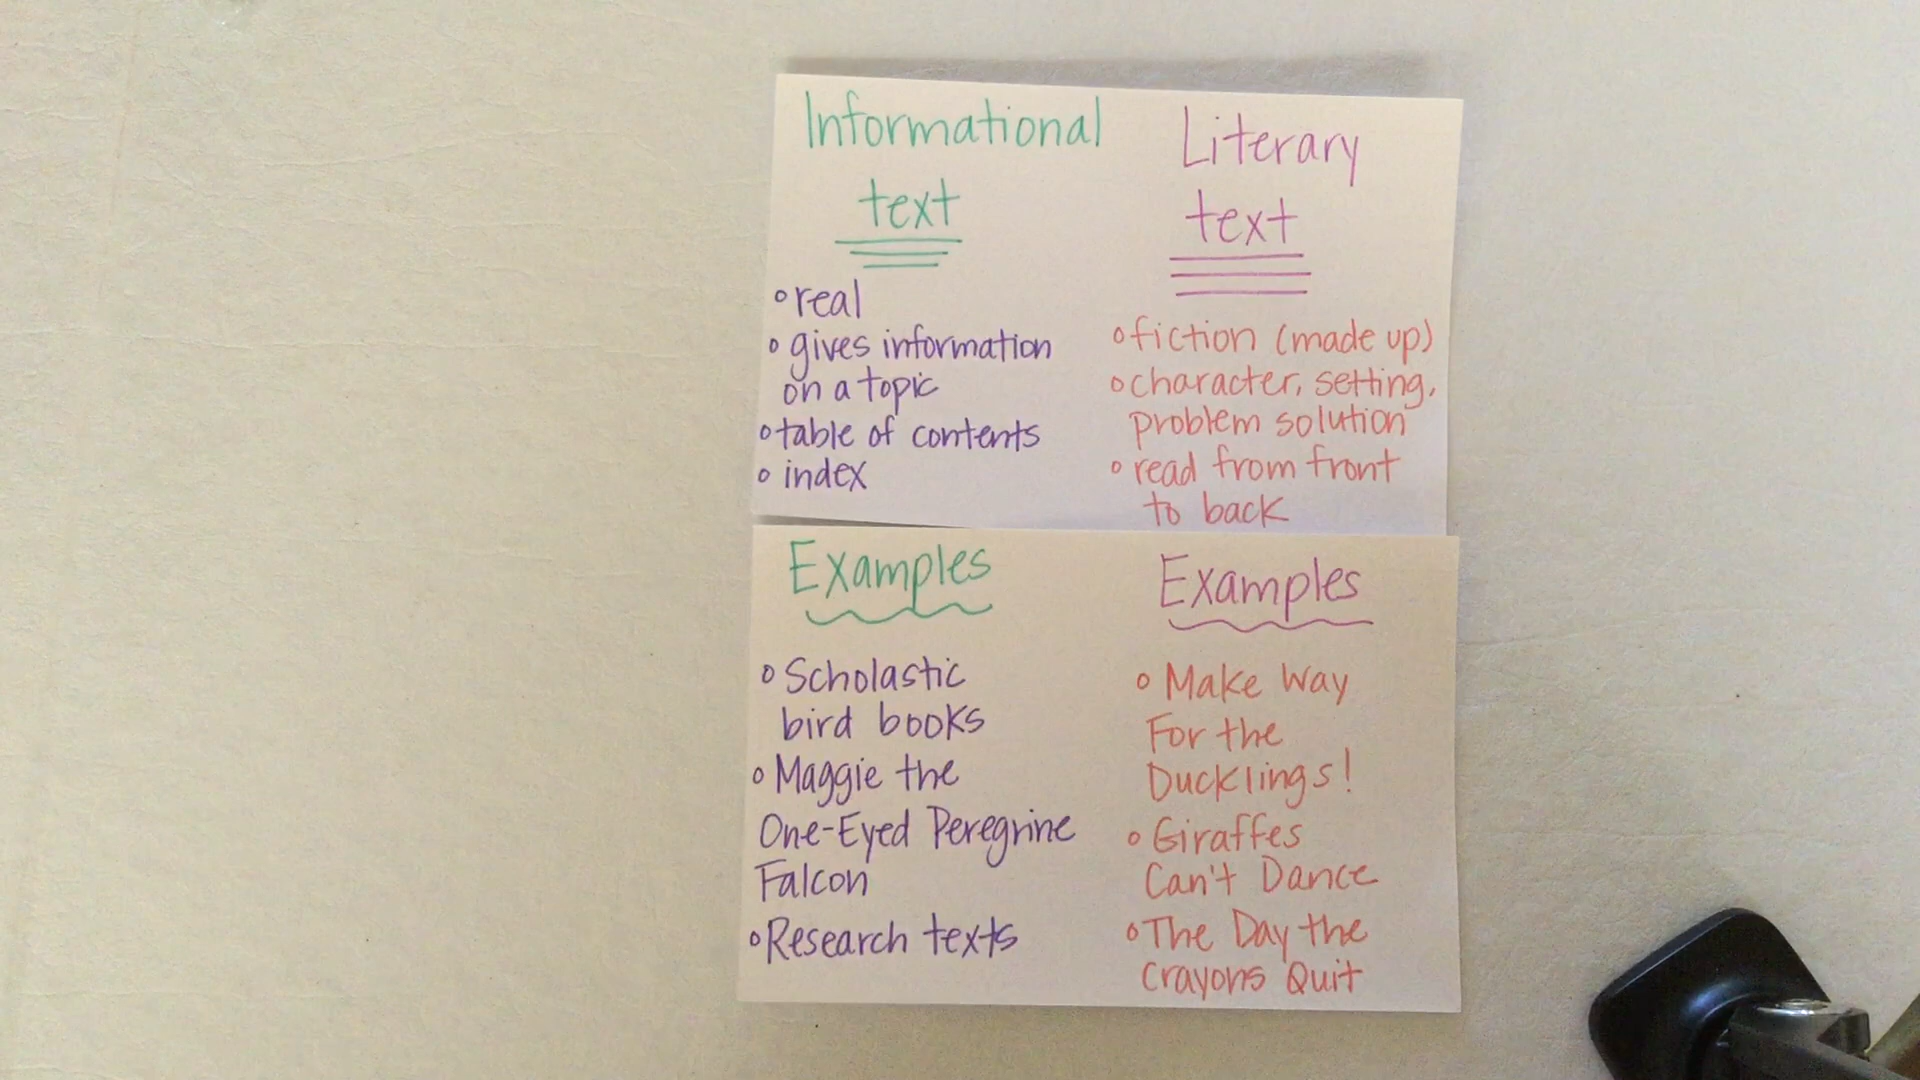 Informational
text
○ real
○ gives information
on a topic
○ table of contents
○ index
Literary
text
○ fiction (made up)
○ character, setting,
problem solution
○ read from front
to back
Examples
○ Scholastic
bird books
○ Maggie the
One-Eyed Peregrine
Falcon
○ Research texts
Examples
○ Make Way
For the
Ducklings!
○ Giraffes
Can't Dance
○ The Day the
Crayons Quit